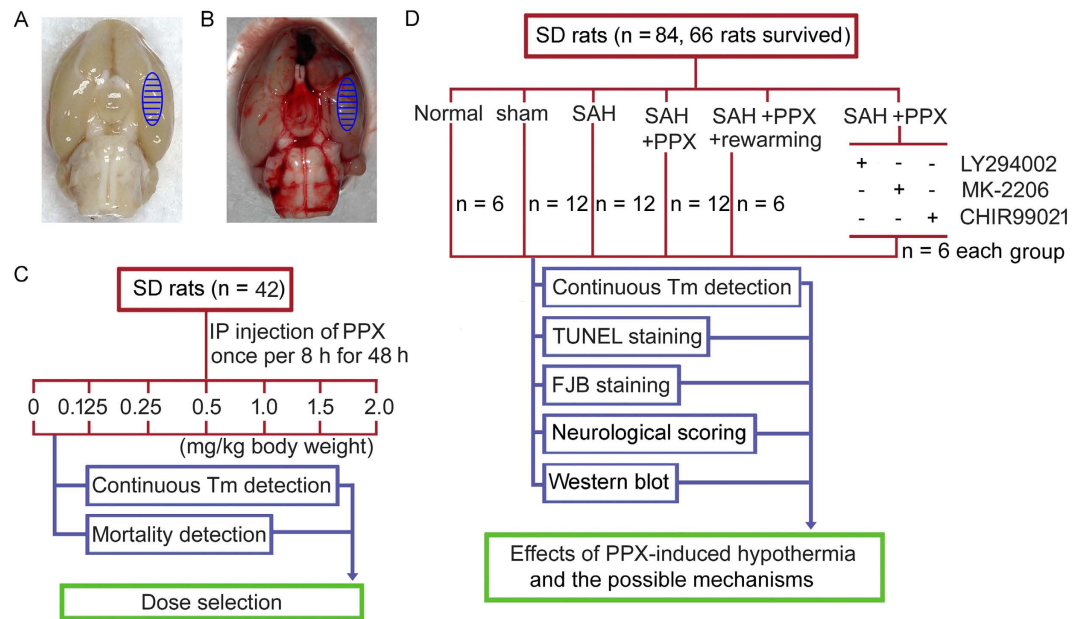 A
B
C
SD rats (n = 42)
IP injection of PPX
once per 8 h for 48 h
0 0.125 0.25 0.5 1.0 1.5 2.0
(mg/kg body weight)
Continuous Tm detection
Mortality detection
Dose selection
D
SD rats (n = 84, 66 rats survived)
Normal sham SAH SAH +PPX SAH +PPX +rewarming SAH +PPX
+ - - LY294002
- + - MK-2206
- - + CHIR99021
n = 6 n = 12 n = 12 n = 12 n = 6
n = 6 each group
Continuous Tm detection
TUNEL staining
FJB staining
Neurological scoring
Western blot
Effects of PPX-induced hypothermia
and the possible mechanisms